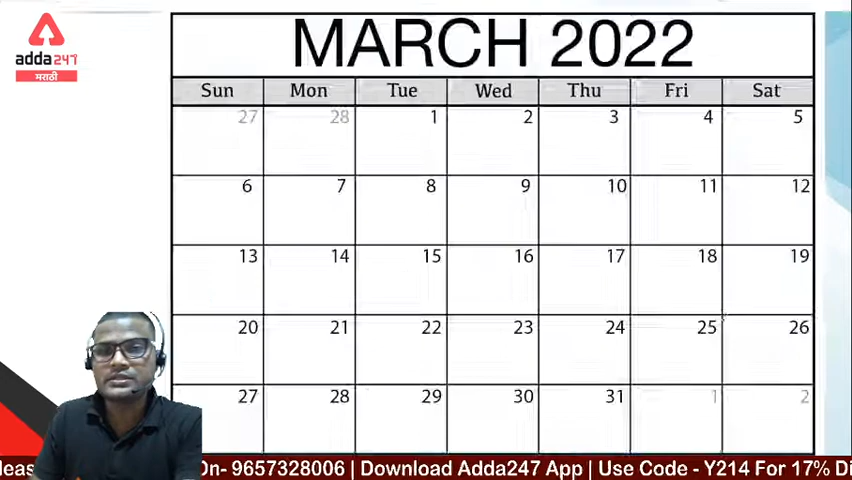 adda247
मराठी
MARCH 2022
Sun Mon Tue Wed Thu Fri Sat
27 28 1 2 3 4 5
6 7 8 9 10 11 12
13 14 15 16 17 18 19
20 21 22 23 24 25 26
27 28 29 30 31 1 2
leas On- 9657328006 | Download Adda247 App | Use Code - Y214 For 17% Di